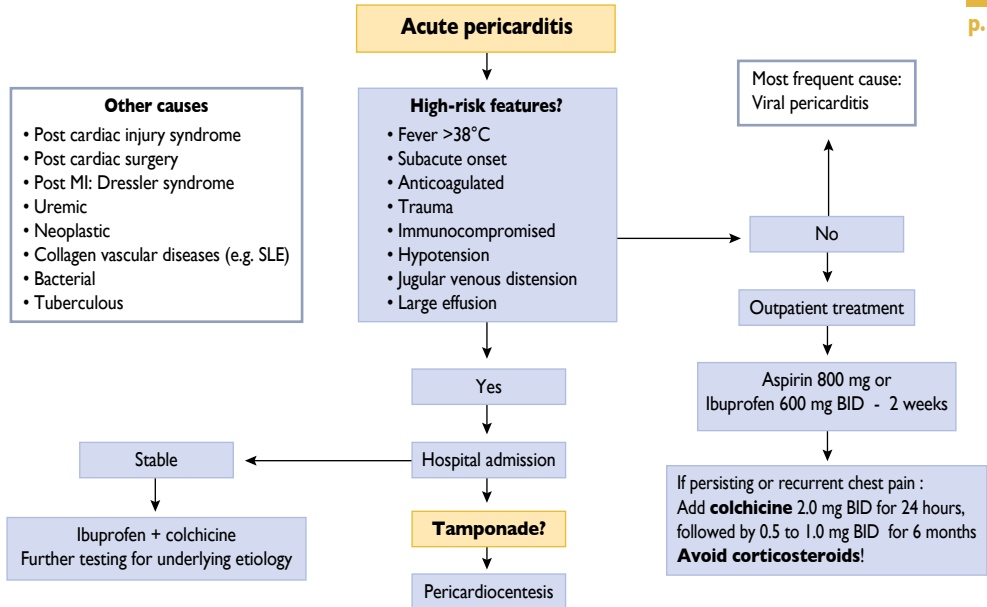 p.
Acute pericarditis
Other causes
• Post cardiac injury syndrome
• Post cardiac surgery
• Post MI: Dressler syndrome
• Uremic
• Neoplastic
• Collagen vascular diseases (e.g. SLE)
• Bacterial
• Tuberculous
High-risk features?
• Fever >38°C
• Subacute onset
• Anticoagulated
• Trauma
• Immunocompromised
• Hypotension
• Jugular venous distension
• Large effusion
Most frequent cause:
Viral pericarditis
No
Outpatient treatment
Aspirin 800 mg or
Ibuprofen 600 mg BID - 2 weeks
If persisting or recurrent chest pain :
Add colchicine 2.0 mg BID for 24 hours,
followed by 0.5 to 1.0 mg BID for 6 months
Avoid corticosteroids!
Yes
Hospital admission
Stable
Ibuprofen + colchicine
Further testing for underlying etiology
Tamponade?
Pericardiocentesis